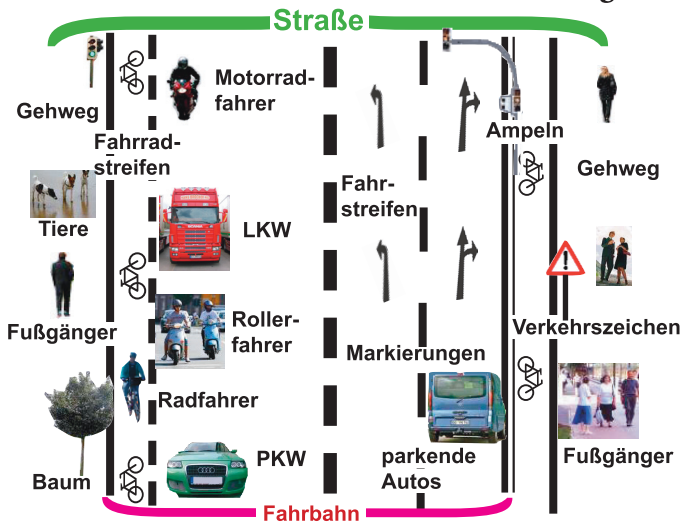 Straße
Motorrad-
fahrer
Gehweg
Ampeln
Fahrrad-
streifen
Gehweg
Fahr-
streifen
Tiere
LKW
Fußgänger
Roller-
fahrer
Verkehrszeichen
Markierungen
Radfahrer
PKW
parkende
Autos
Fußgänger
Baum
Fahrbahn